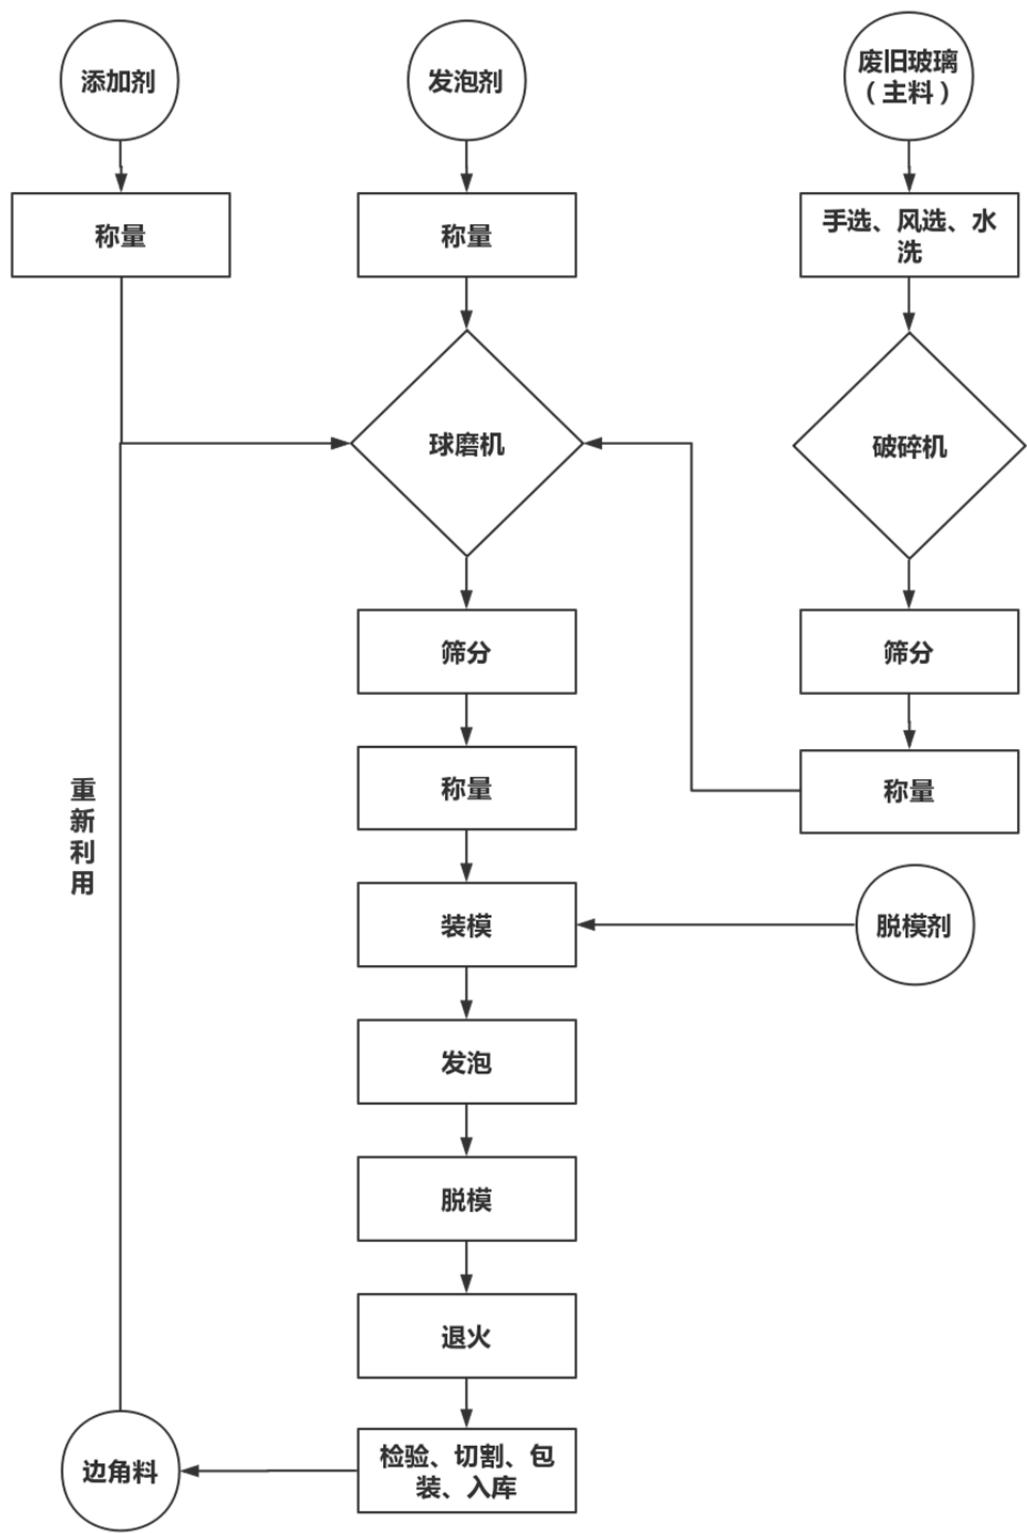 添加剂
发泡剂
废旧玻璃
（主料）
称量
称量
手选、风选、水
洗
球磨机
破碎机
筛分
筛分
称量
称量
重
新
利
用
装模
脱模剂
发泡
脱模
退火
检验、切割、包
装、入库
边角料